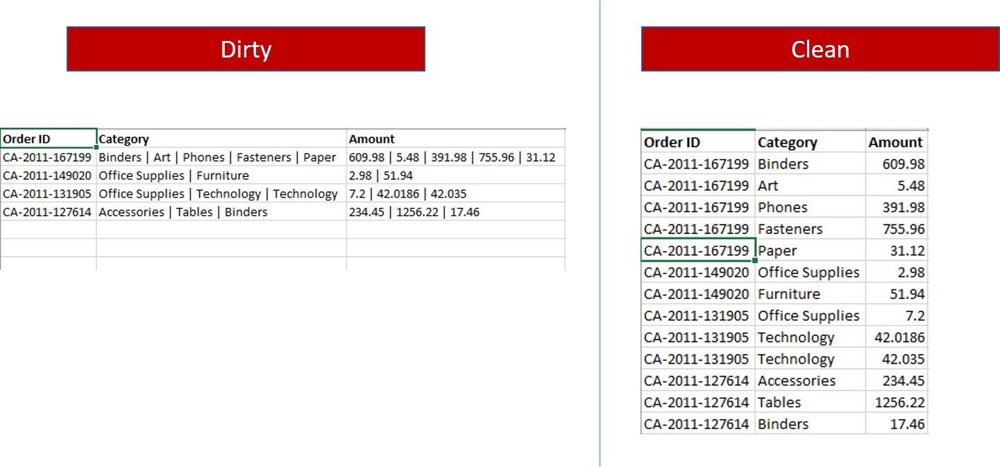 Dirty
Order ID Category Amount
CA-2011-167199 Binders | Art | Phones | Fasteners | Paper 609.98 | 5.48 | 391.98 | 755.96 | 31.12
CA-2011-149020 Office Supplies | Furniture 2.98 | 51.94
CA-2011-131905 Office Supplies | Technology | Technology 7.2 | 42.0186 | 42.035
CA-2011-127614 Accessories | Tables | Binders 234.45 | 1256.22 | 17.46
Clean
Order ID Category Amount
CA-2011-167199 Binders 609.98
CA-2011-167199 Art 5.48
CA-2011-167199 Phones 391.98
CA-2011-167199 Fasteners 755.96
CA-2011-167199 Paper 31.12
CA-2011-149020 Office Supplies 2.98
CA-2011-149020 Furniture 51.94
CA-2011-131905 Office Supplies 7.2
CA-2011-131905 Technology 42.0186
CA-2011-131905 Technology 42.035
CA-2011-127614 Accessories 234.45
CA-2011-127614 Tables 1256.22
CA-2011-127614 Binders 17.46